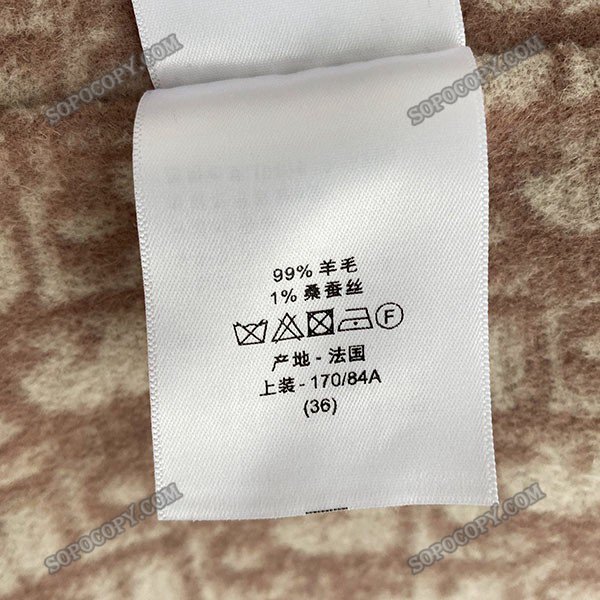 SOPOCOPY.COM
SOPOCOPY.COM
99% 羊毛
1% 桑蚕丝
F
产地 - 法国
上装 - 170/84A
(36)
SOPOCOPY.COM
SOPOCOPY.COM